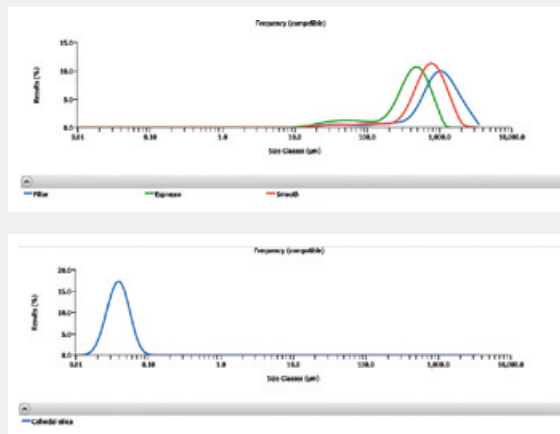 Frequency (compatible)
15.0
10.0
5.0
0.0
Results (%)
0.01 0.10 1.0 10.0 100.0 1,000.0 10,000.0
Size Classes (µm)
Filter Espresso Smooth
Frequency (compatible)
20.0
15.0
10.0
5.0
0.0
Results (%)
0.01 0.10 1.0 10.0 100.0 1,000.0 10,000.0
Size Classes (µm)
Colloidal silica